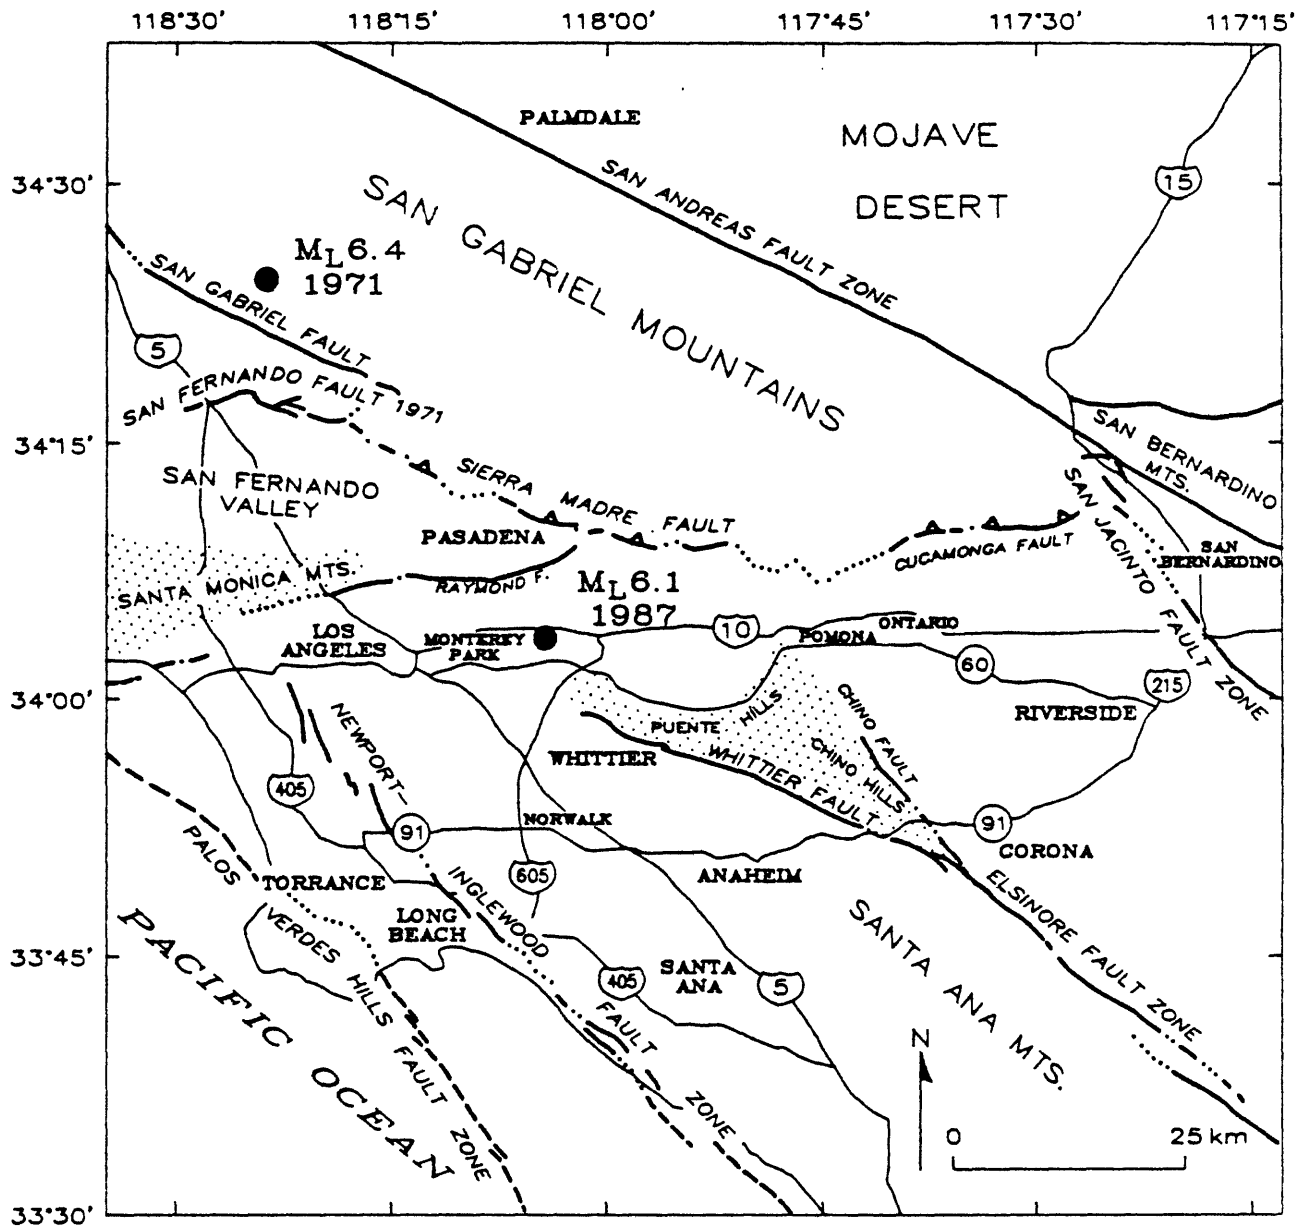 118°30' 118°15' 118°00' 117°45' 117°30' 117°15'
PALMDALE
MOJAVE
DESERT
SAN ANDREAS FAULT ZONE
15
34°30'
SAN GABRIEL MOUNTAINS
ML6.4
1971
SAN GABRIEL FAULT
5
SAN FERNANDO FAULT 1971
34°15'
SAN BERNARDINO
MTS.
SAN FERNANDO
VALLEY
SIERRA MADRE FAULT
SAN JACINTO FAULT ZONE
PASADENA
CUCAMONGA FAULT
SAN
BERNARDINO
SANTA MONICA MTS.
RAYMOND F.
ML6.1
1987
LOS
ANGELES
MONTEREY
PARK
10
POMONA
ONTARIO
60
215
34°00'
RIVERSIDE
PUENTE
HILLS
CHINO FAULT
CHINO HILLS
WHITTIER
WHITTIER FAULT
NEWPORT-
INGLEWOOD
FAULT
ZONE
405
91
NORWALK
91
CORONA
PALOS
VERDES
HILLS
FAULT
ZONE
TORRANCE
605
ANAHEIM
ELSINORE FAULT ZONE
LONG
BEACH
SANTA ANA MTS.
33°45'
SANTA
ANA
405
5
PACIFIC OCEAN
N
0 25 km
33°30'